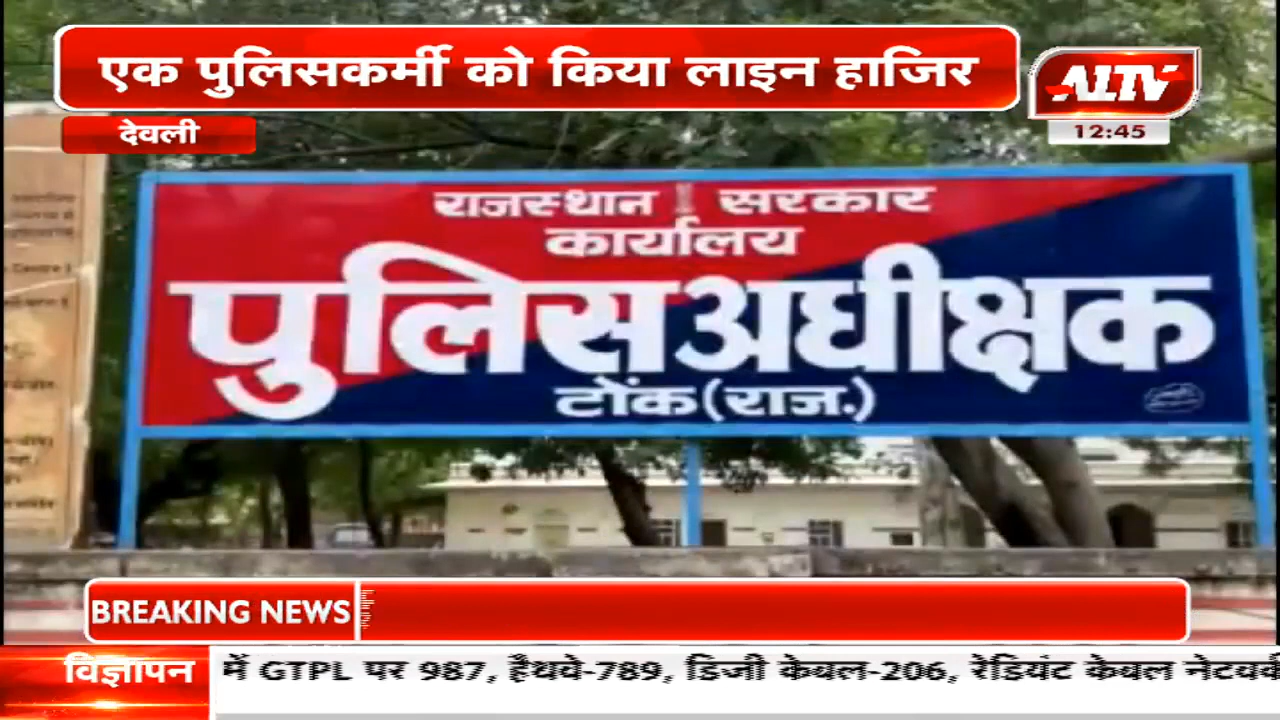 एक पुलिसकर्मी को किया लाइन हाजिर
ALTV
12:45
देवली
राजस्थान सरकार
कार्यालय
पुलिस अधीक्षक
टोंक (राज.)
BREAKING NEWS
विज्ञापन
में GTPL पर 987, हैथवे-789, डिजी केबल-206, रेडियंट केबल नेटवर्क